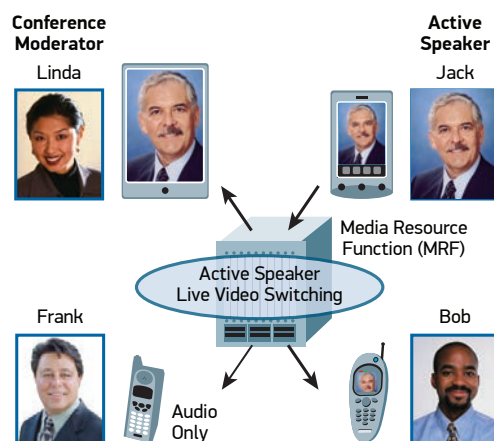 Conference
Moderator
Linda
Active
Speaker
Jack
Media Resource
Function (MRF)
Active Speaker
Live Video Switching
Frank
Audio
Only
Bob